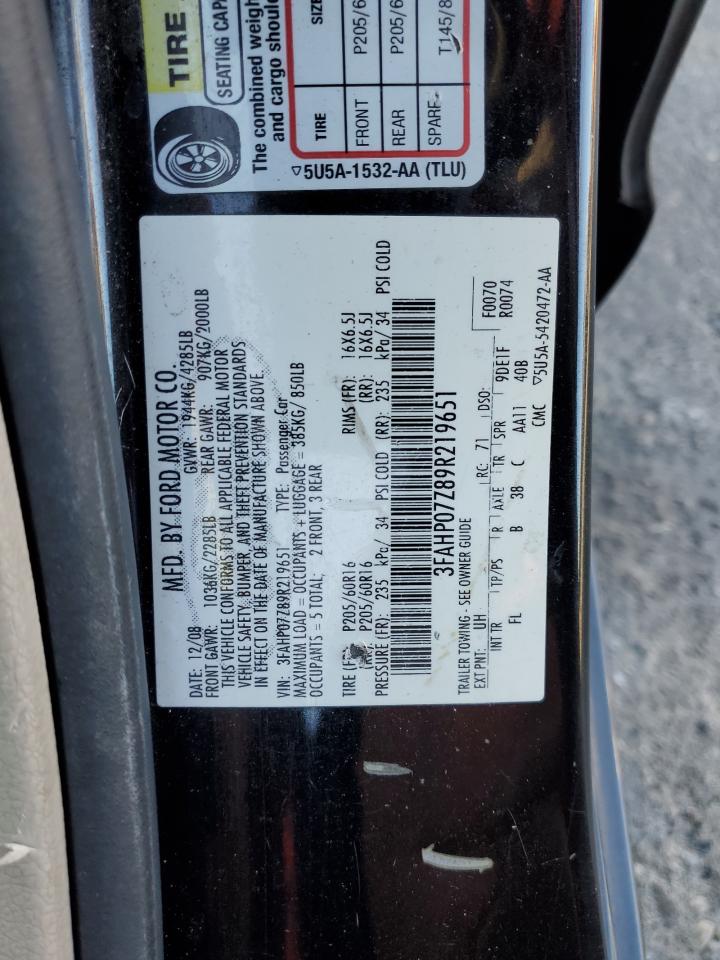 TIRE
SEATING CAP
The combined weigh
and cargo should
TIRE SIZE
FRONT P205/6
REAR P205/6
SPARE T145/8
5U5A-1532-AA (TLU)
MFD. BY FORD MOTOR CO.
DATE: 12/08 GVWR: 1944KG/4285LB
FRONT GAWR: 1036KG/2285LB REAR GAWR: 907KG/2000LB
THIS VEHICLE CONFORMS TO ALL APPLICABLE FEDERAL MOTOR
VEHICLE SAFETY, BUMPER, AND THEFT PREVENTION STANDARDS
IN EFFECT ON THE DATE OF MANUFACTURE SHOWN ABOVE.
VIN: 3FAHP07Z89R219651 TYPE: Passenger Car
MAXIMUM LOAD = OCCUPANTS + LUGGAGE = 385KG/ 850LB
OCCUPANTS = 5 TOTAL; 2 FRONT, 3 REAR
TIRE (FR): P205/60R16 RIMS (FR): 16X6.5J
(RR): P205/60R16 (RR): 16X6.5J
PRESSURE (FR): 235 kPa/ 34 PSI COLD (RR): 235 kPa/ 34 PSI COLD
3FAHP07Z89R219651
TRAILER TOWING - SEE OWNER GUIDE
EXT PNT: UH RC: 71 DSO: F0070
INT TR TP/PS R AXLE TR SPR 9DE1F R0074
FL B 38 C AA11 40B
CMC 5U5A-5420472-AA